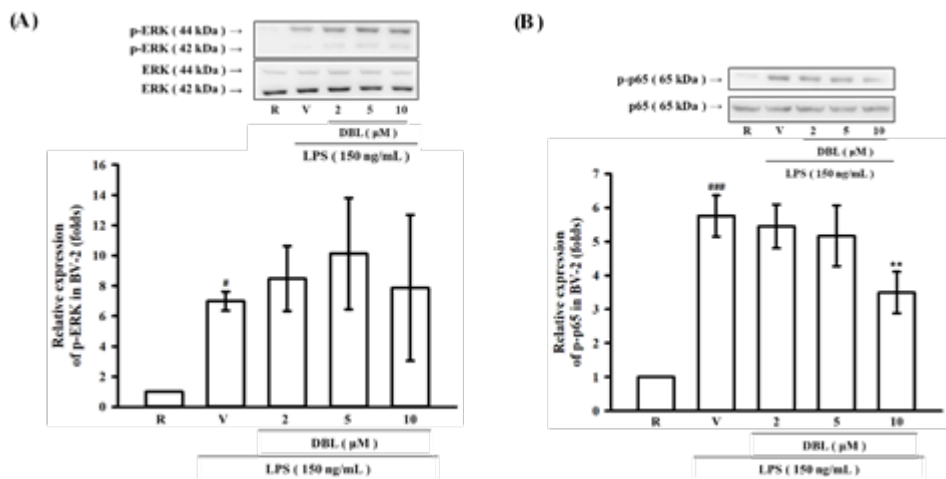 (A)
p-ERK ( 44 kDa ) →
p-ERK ( 42 kDa ) →
ERK ( 44 kDa ) →
ERK ( 42 kDa ) →
R V 2 5 10
DBL ( μM )
LPS ( 150 ng/mL )
Relative expression
of p-ERK in BV-2 (folds)
16
14
12
10
8
6
4
2
0
#
R V 2 5 10
DBL ( μM )
LPS ( 150 ng/mL )
(B)
p-p65 ( 65 kDa ) →
p65 ( 65 kDa ) →
R V 2 5 10
DBL ( μM )
LPS ( 150 ng/mL )
Relative expression
of p-p65 in BV-2 (folds)
7
6
5
4
3
2
1
0
###
**
R V 2 5 10
DBL ( μM )
LPS ( 150 ng/mL )